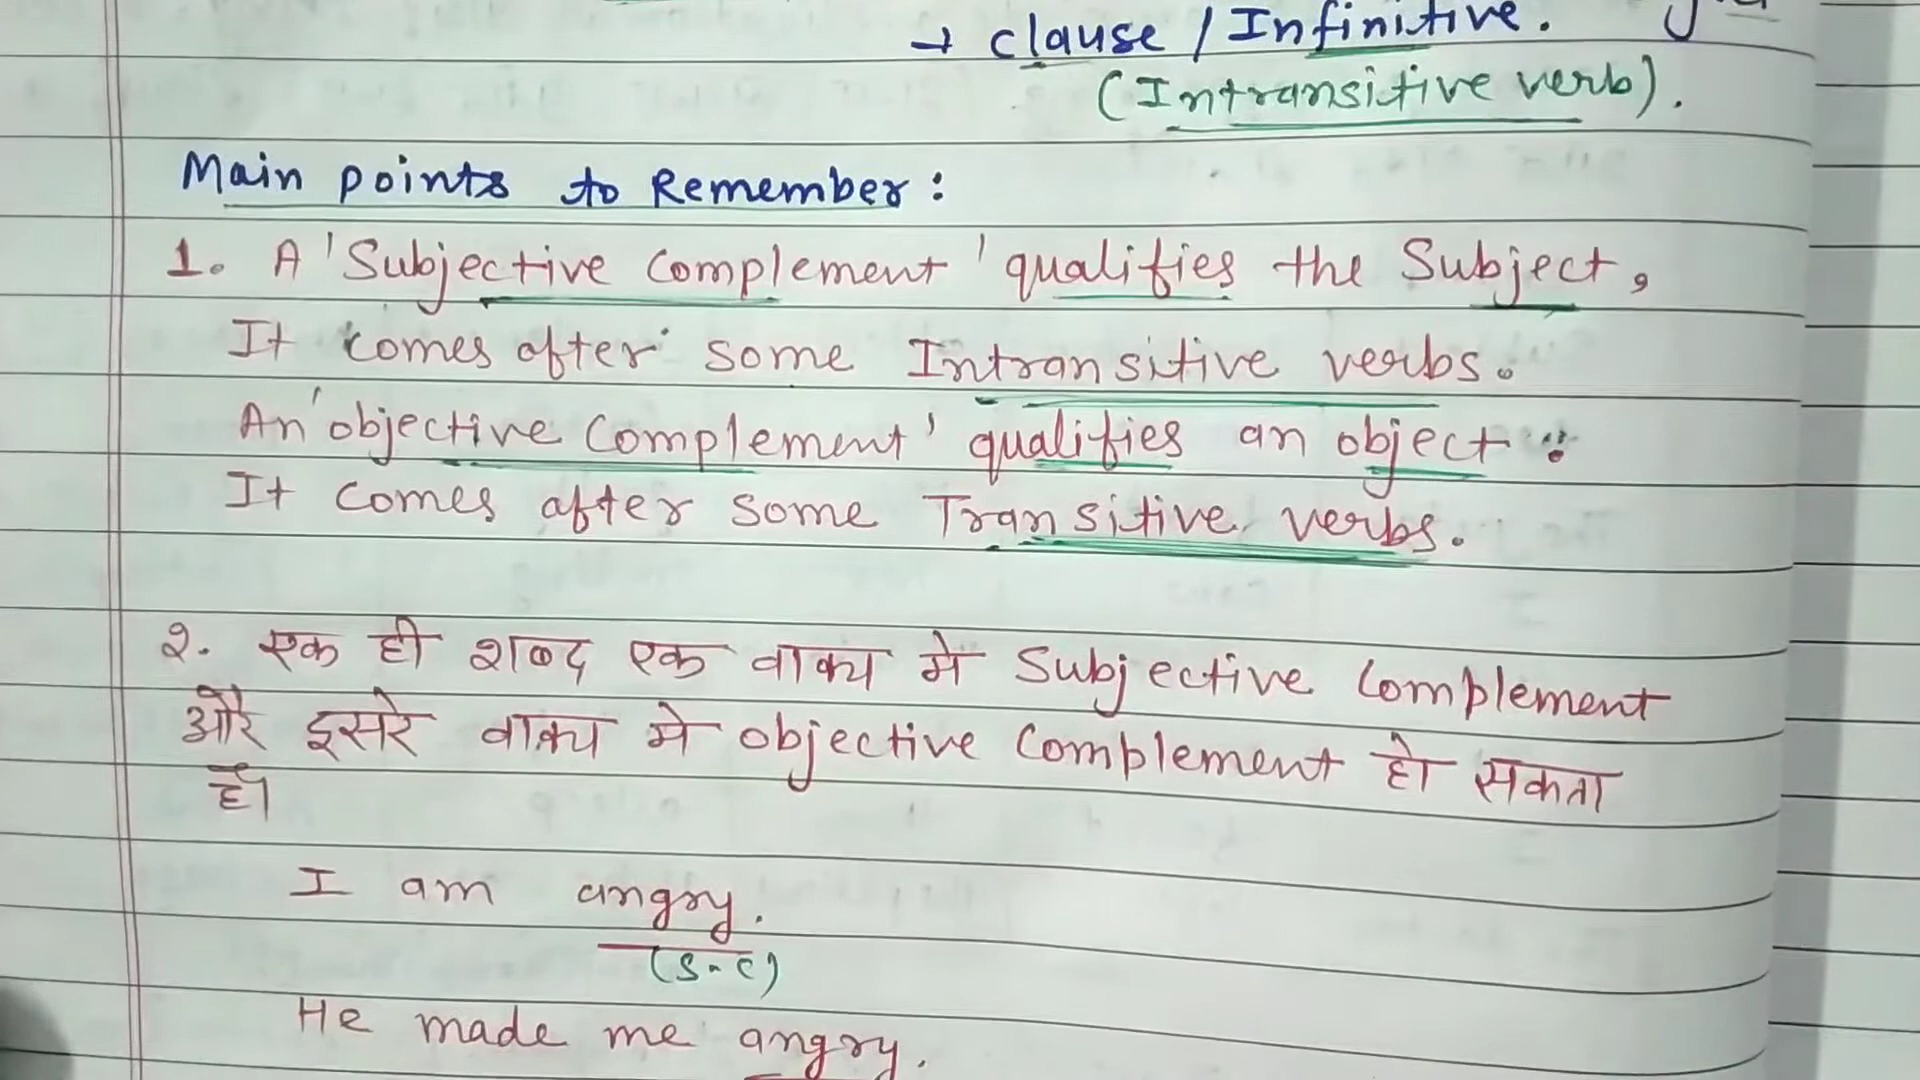 → clause / Infinitive.
(Intransitive verb).
Main points to Remember:
1. A 'Subjective Complement' qualifies the Subject,
It comes after some Intransitive verbs.
An 'objective Complement' qualifies an object :
It comes after some Transitive verbs.
2. एक ही शब्द एक वाक्य मे Subjective Complement
और दुसरे वाक्य मे objective Complement हो सकता
है।
I am angry.
(S.C)
He made me angry.